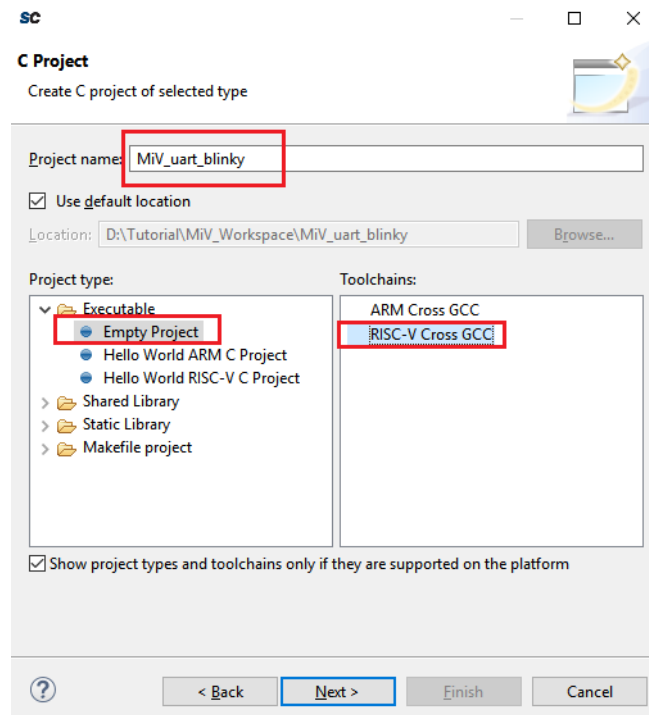 SC
C Project
Create C project of selected type
Project name: MiV_uart_blinky
Use default location
Location: D:\Tutorial\MiV_Workspace\MiV_uart_blinky Browse...
Project type: Toolchains:
Executable ARM Cross GCC
Empty Project RISC-V Cross GCC
Hello World ARM C Project
Hello World RISC-V C Project
Shared Library
Static Library
Makefile project
Show project types and toolchains only if they are supported on the platform
? < Back Next > Finish Cancel